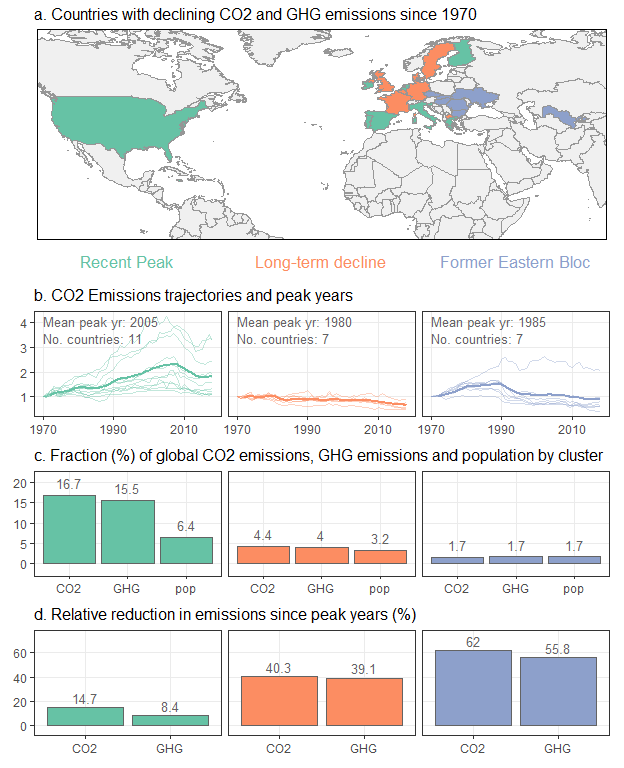 a. Countries with declining CO2 and GHG emissions since 1970
Recent Peak Long-term decline Former Eastern Bloc
b. CO2 Emissions trajectories and peak years
Mean peak yr: 2005 Mean peak yr: 1980 Mean peak yr: 1985
No. countries: 11 No. countries: 7 No. countries: 7
4
3
2
1
1970 1990 2010 1970 1990 2010 1970 1990 2010
c. Fraction (%) of global CO2 emissions, GHG emissions and population by cluster
20
15
10
5
0
16.7 15.5 6.4 4.4 4 3.2 1.7 1.7 1.7
CO2 GHG pop CO2 GHG pop CO2 GHG pop
d. Relative reduction in emissions since peak years (%)
60
40
20
0
14.7 8.4 40.3 39.1 62 55.8
CO2 GHG CO2 GHG CO2 GHG